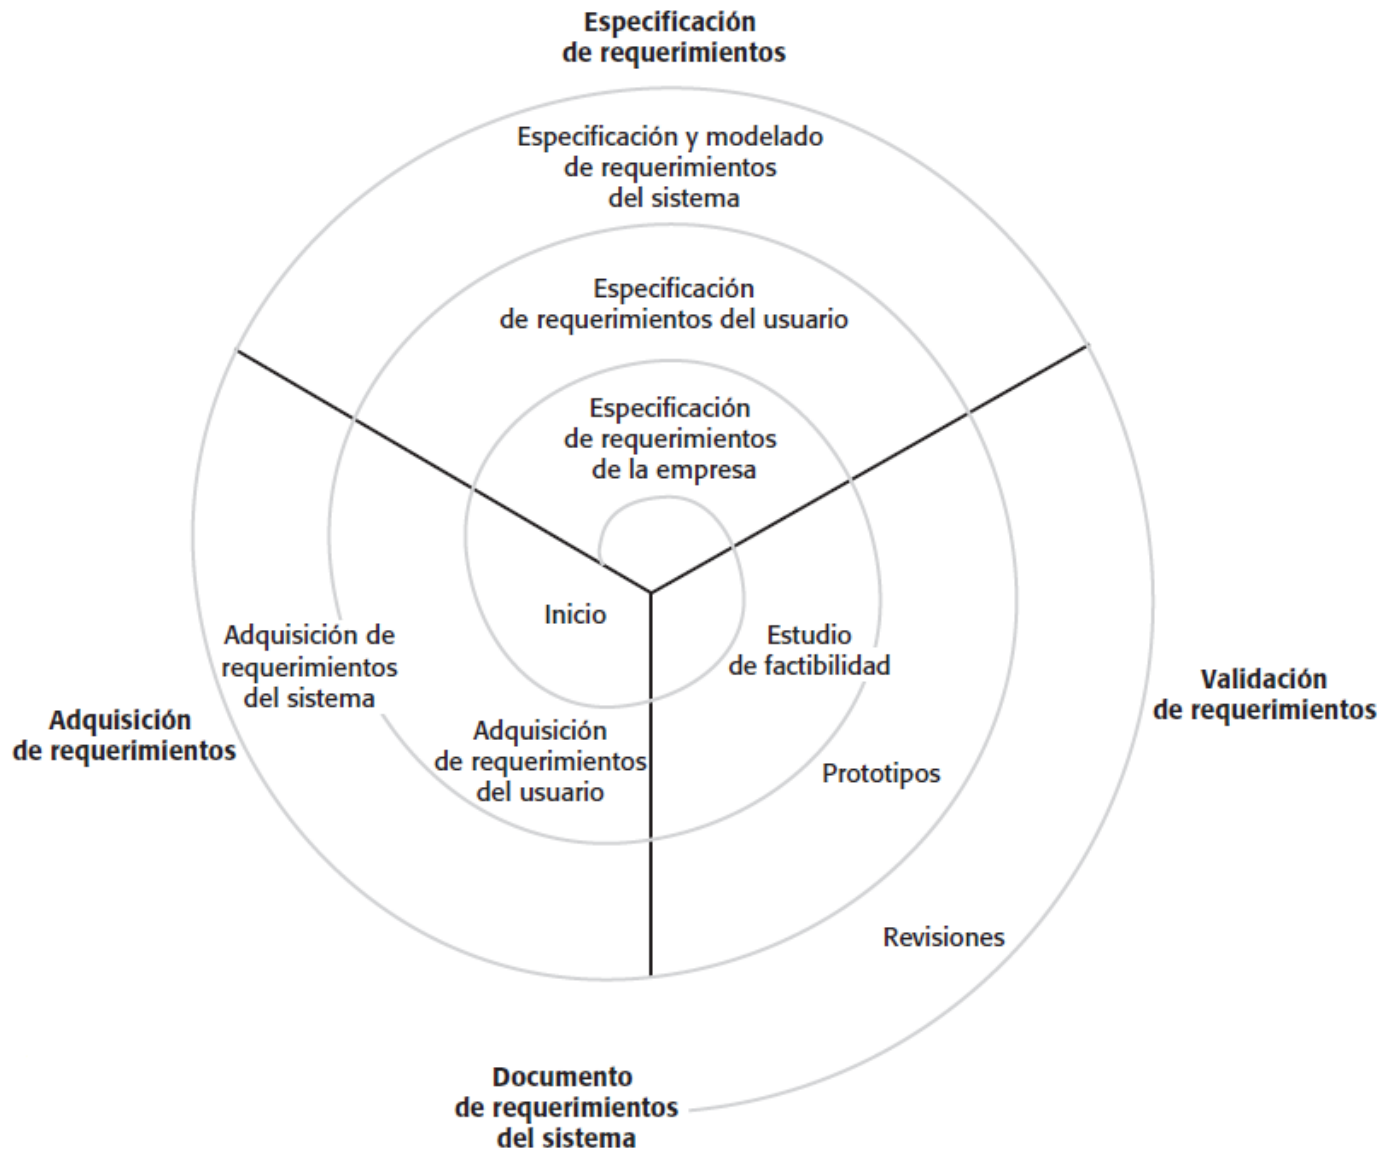 Especificación
de requerimientos
Especificación y modelado
de requerimientos
del sistema
Especificación
de requerimientos del usuario
Especificación
de requerimientos
de la empresa
Inicio
Estudio
de factibilidad
Adquisición de
requerimientos
del sistema
Adquisición
de requerimientos
Validación
de requerimientos
Adquisición
de requerimientos
del usuario
Prototipos
Revisiones
Documento
de requerimientos
del sistema